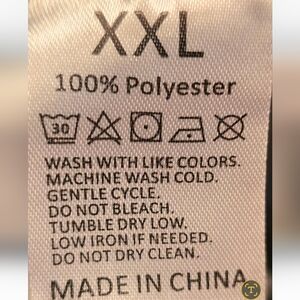 XXL
100% Polyester
30
WASH WITH LIKE COLORS.
MACHINE WASH COLD.
GENTLE CYCLE.
DO NOT BLEACH.
TUMBLE DRY LOW.
LOW IRON IF NEEDED.
DO NOT DRY CLEAN.
MADE IN CHINA